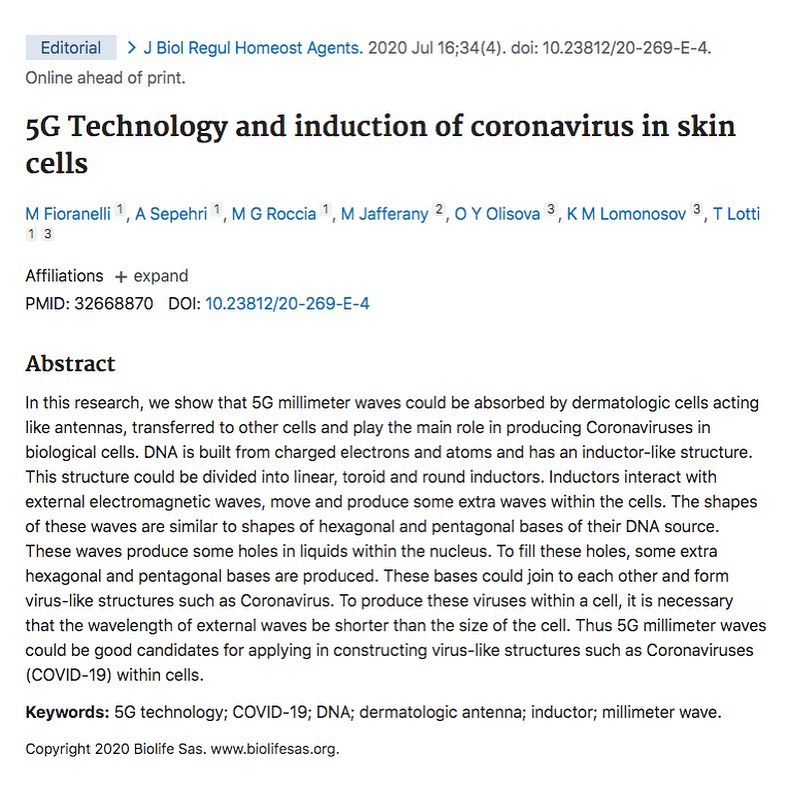 Editorial > J Biol Regul Homeost Agents. 2020 Jul 16;34(4). doi: 10.23812/20-269-E-4.
Online ahead of print.
5G Technology and induction of coronavirus in skin
cells
M Fioranelli 1, A Sepehri 1, M G Roccia 1, M Jafferany 2, O Y Olisova 3, K M Lomonosov 3, T Lotti
1 3
Affiliations + expand
PMID: 32668870 DOI: 10.23812/20-269-E-4
Abstract
In this research, we show that 5G millimeter waves could be absorbed by dermatologic cells acting
like antennas, transferred to other cells and play the main role in producing Coronaviruses in
biological cells. DNA is built from charged electrons and atoms and has an inductor-like structure.
This structure could be divided into linear, toroid and round inductors. Inductors interact with
external electromagnetic waves, move and produce some extra waves within the cells. The shapes
of these waves are similar to shapes of hexagonal and pentagonal bases of their DNA source.
These waves produce some holes in liquids within the nucleus. To fill these holes, some extra
hexagonal and pentagonal bases are produced. These bases could join to each other and form
virus-like structures such as Coronavirus. To produce these viruses within a cell, it is necessary
that the wavelength of external waves be shorter than the size of the cell. Thus 5G millimeter waves
could be good candidates for applying in constructing virus-like structures such as Coronaviruses
(COVID-19) within cells.
Keywords: 5G technology; COVID-19; DNA; dermatologic antenna; inductor; millimeter wave.
Copyright 2020 Biolife Sas. www.biolifesas.org.